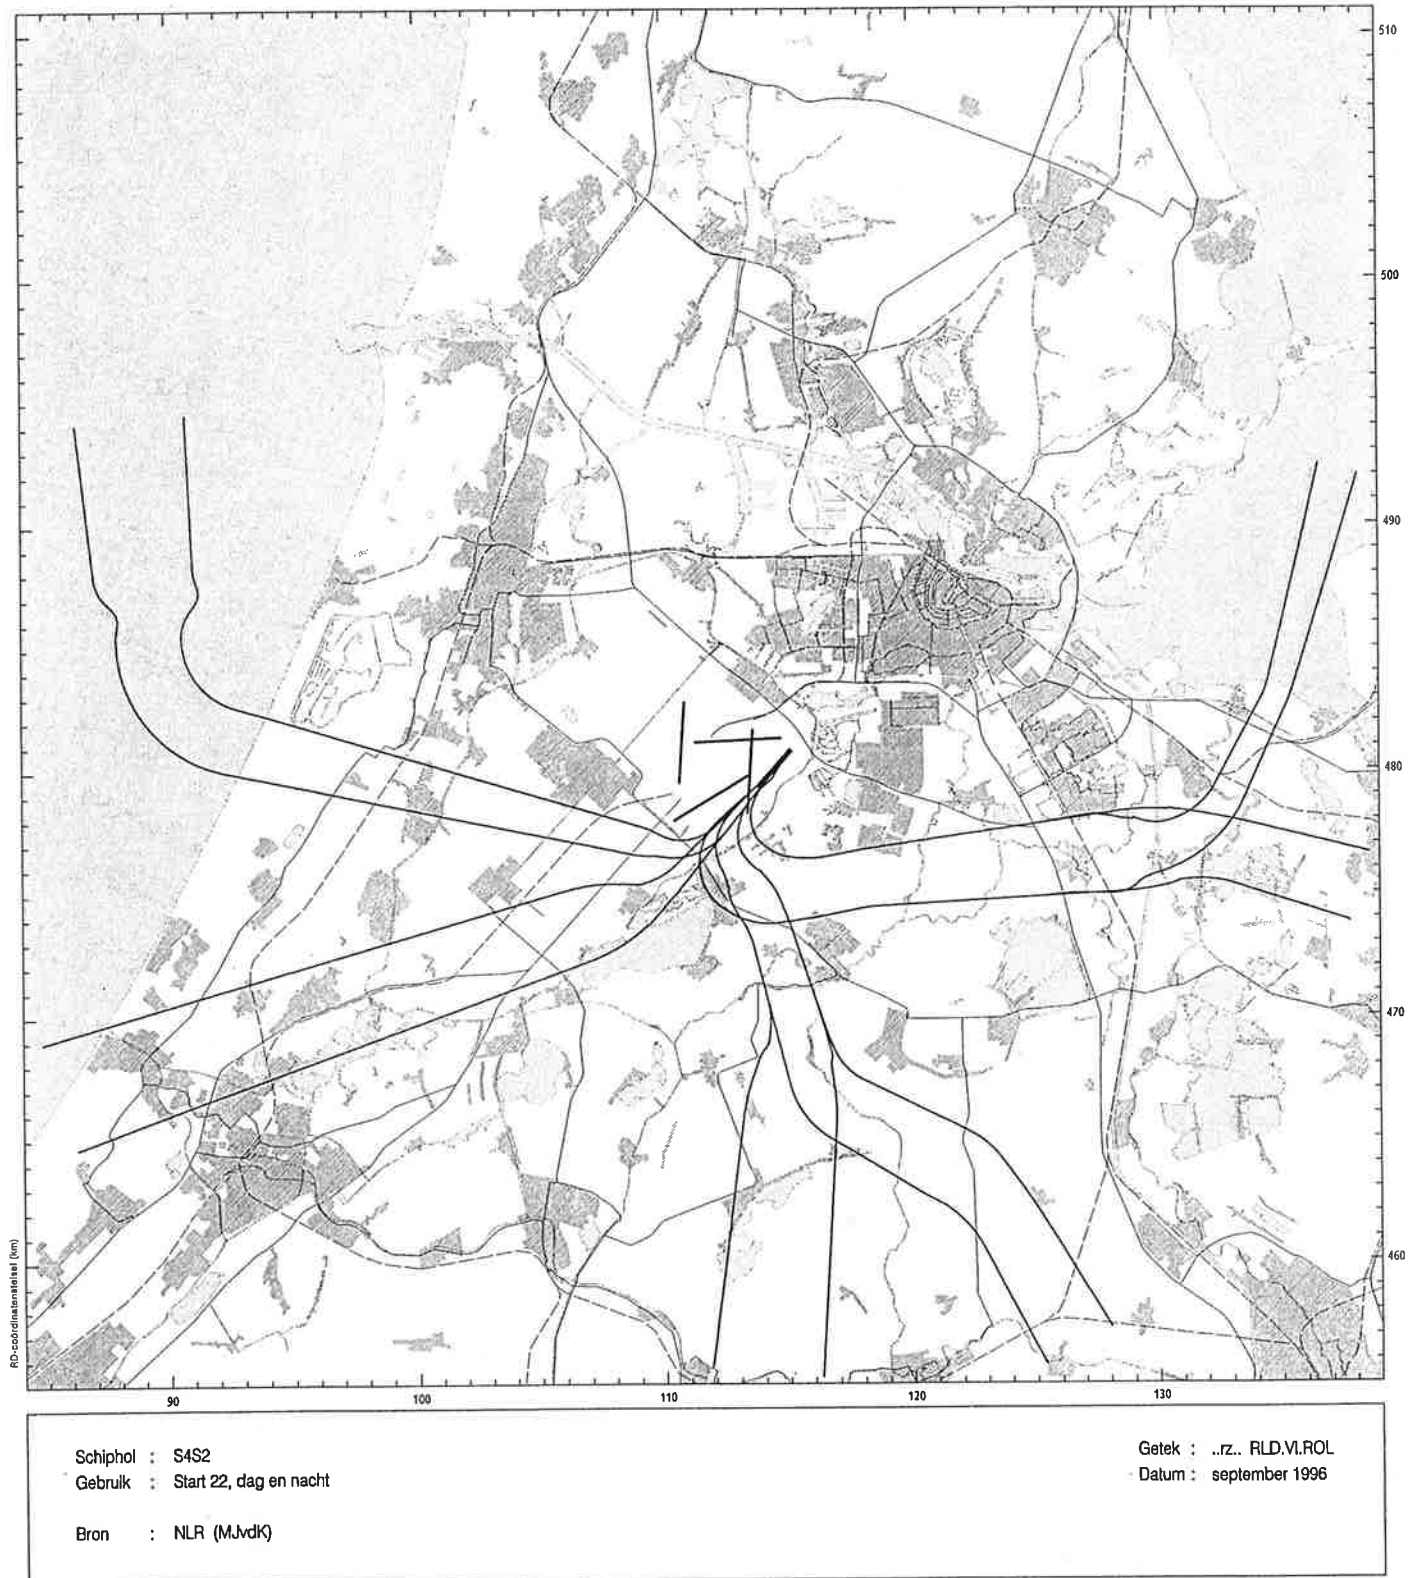 510
500
490
480
470
460
RD-coördinatenstelsel (km)
90
100
110
120
130
Schiphol : S4S2
Gebruik : Start 22, dag en nacht
Bron : NLR (MJvdK)
Getek : ..rz.. RLD.VI.ROL
Datum : september 1996